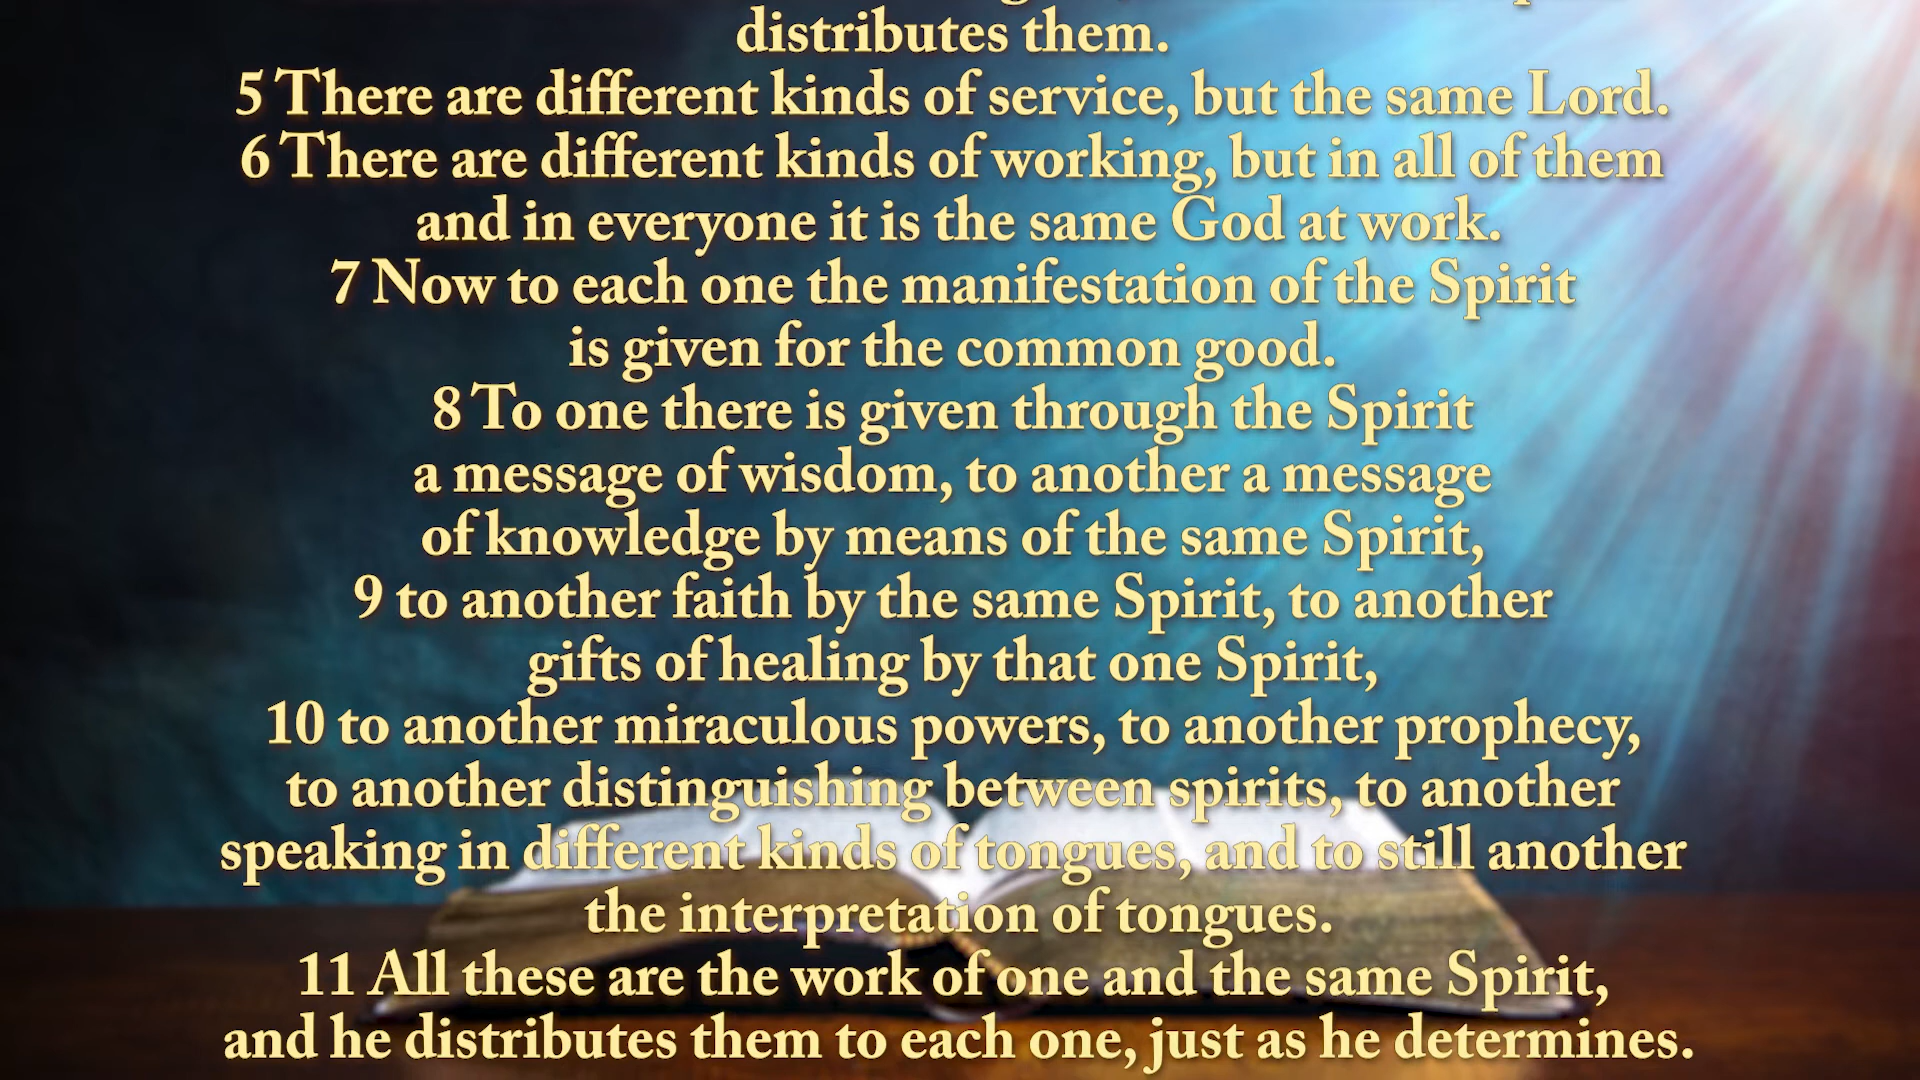 distributes them.
5 There are different kinds of service, but the same Lord.
6 There are different kinds of working, but in all of them
and in everyone it is the same God at work.
7 Now to each one the manifestation of the Spirit
is given for the common good.
8 To one there is given through the Spirit
a message of wisdom, to another a message
of knowledge by means of the same Spirit,
9 to another faith by the same Spirit, to another
gifts of healing by that one Spirit,
10 to another miraculous powers, to another prophecy,
to another distinguishing between spirits, to another
speaking in different kinds of tongues, and to still another
the interpretation of tongues.
11 All these are the work of one and the same Spirit,
and he distributes them to each one, just as he determines.